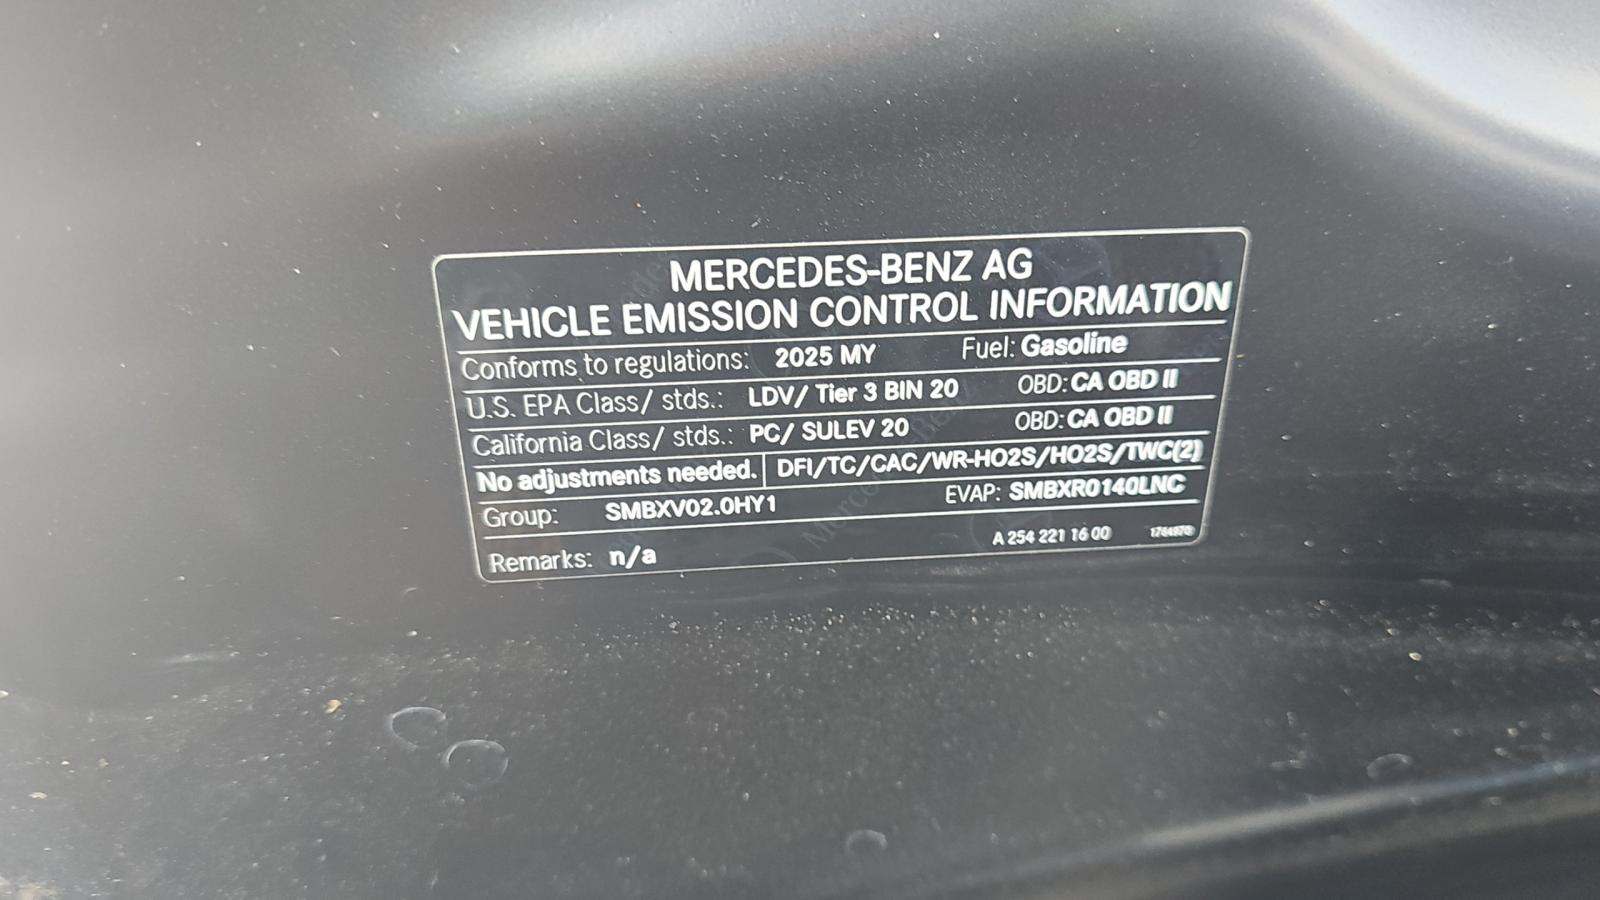 MERCEDES-BENZ AG
VEHICLE EMISSION CONTROL INFORMATION
Conforms to regulations: 2025 MY Fuel: Gasoline
U.S. EPA Class/ stds.: LDV/ Tier 3 BIN 20 OBD: CA OBD II
California Class/ stds.: PC/ SULEV 20 OBD: CA OBD II
No adjustments needed. DFI/TC/CAC/WR-HO2S/HO2S/TWC(2)
Group: SMBXV02.0HY1 EVAP: SMBXR0140LNC
Remarks: n/a A 254 221 16 00